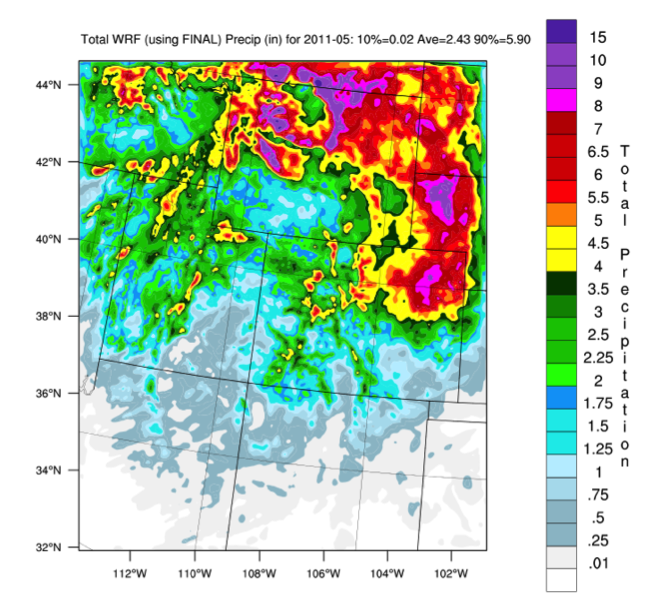 Total WRF (using FINAL) Precip (in) for 2011-05: 10%=0.02 Ave=2.43 90%=5.90
44°N
42°N
40°N
38°N
36°N
34°N
32°N
112°W 110°W 108°W 106°W 104°W 102°W
15
10
9
8
7
6.5
6
5.5
5
4.5
4
3.5
3
2.5
2.25
2
1.75
1.5
1.25
1
.75
.5
.25
.01
Total Precipitation